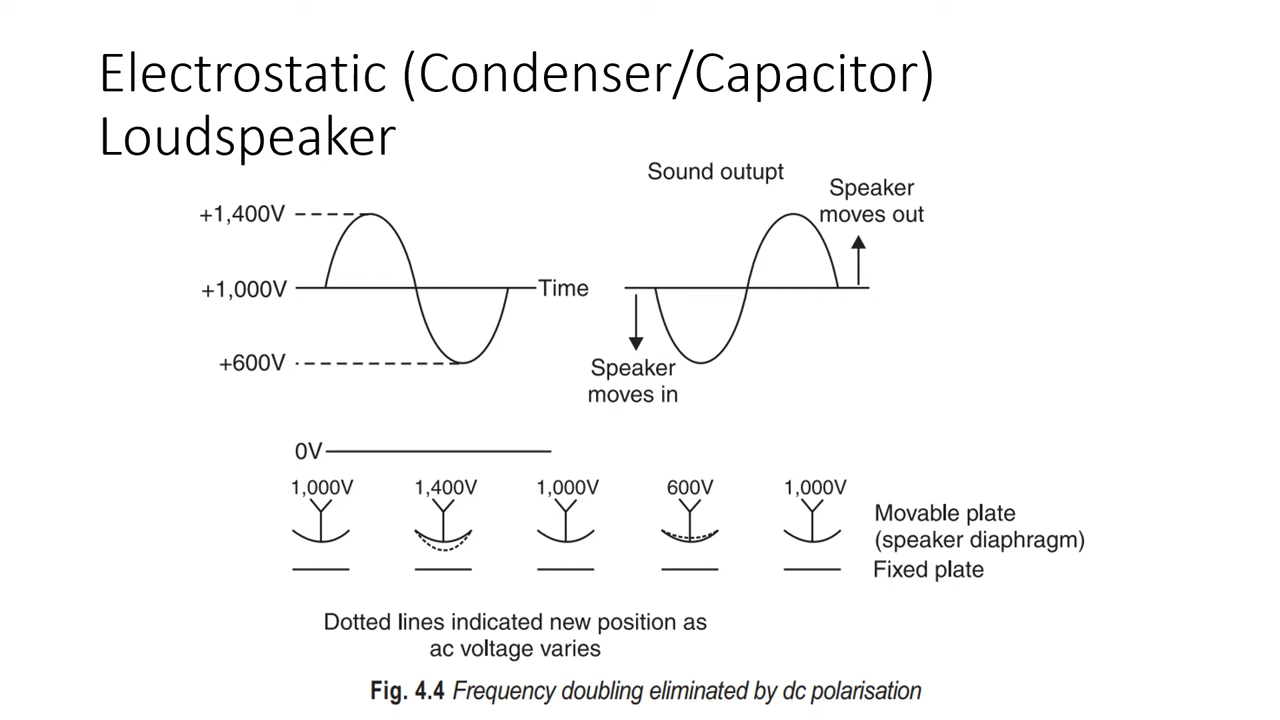 Electrostatic (Condenser/Capacitor)
Loudspeaker
Sound outupt
+1,400V
+1,000V
+600V
Time
Speaker
moves out
Speaker
moves in
0V
1,000V 1,400V 1,000V 600V 1,000V
Movable plate
(speaker diaphragm)
Fixed plate
Dotted lines indicated new position as
ac voltage varies
Fig. 4.4 Frequency doubling eliminated by dc polarisation